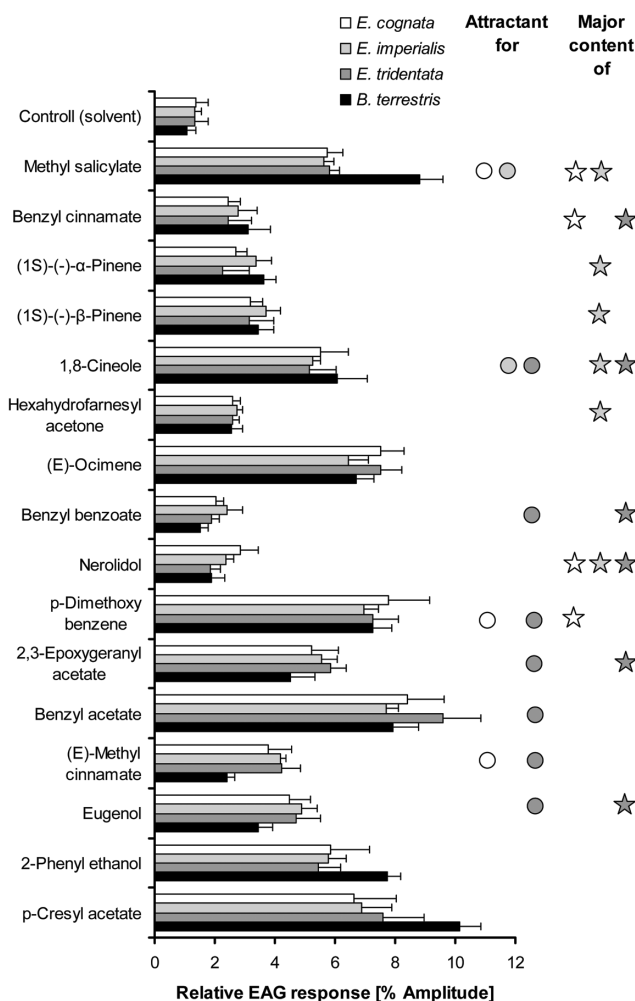 E. cognata
E. imperialis
E. tridentata
B. terrestris
Attractant
for
Major
content
of
Controll (solvent)
Methyl salicylate
Benzyl cinnamate
(1S)-(-)-α-Pinene
(1S)-(-)-β-Pinene
1,8-Cineole
Hexahydrofarnesyl
acetone
(E)-Ocimene
Benzyl benzoate
Nerolidol
p-Dimethoxy
benzene
2,3-Epoxygeranyl
acetate
Benzyl acetate
(E)-Methyl
cinnamate
Eugenol
2-Phenyl ethanol
p-Cresyl acetate
0 2 4 6 8 10 12
Relative EAG response [% Amplitude]